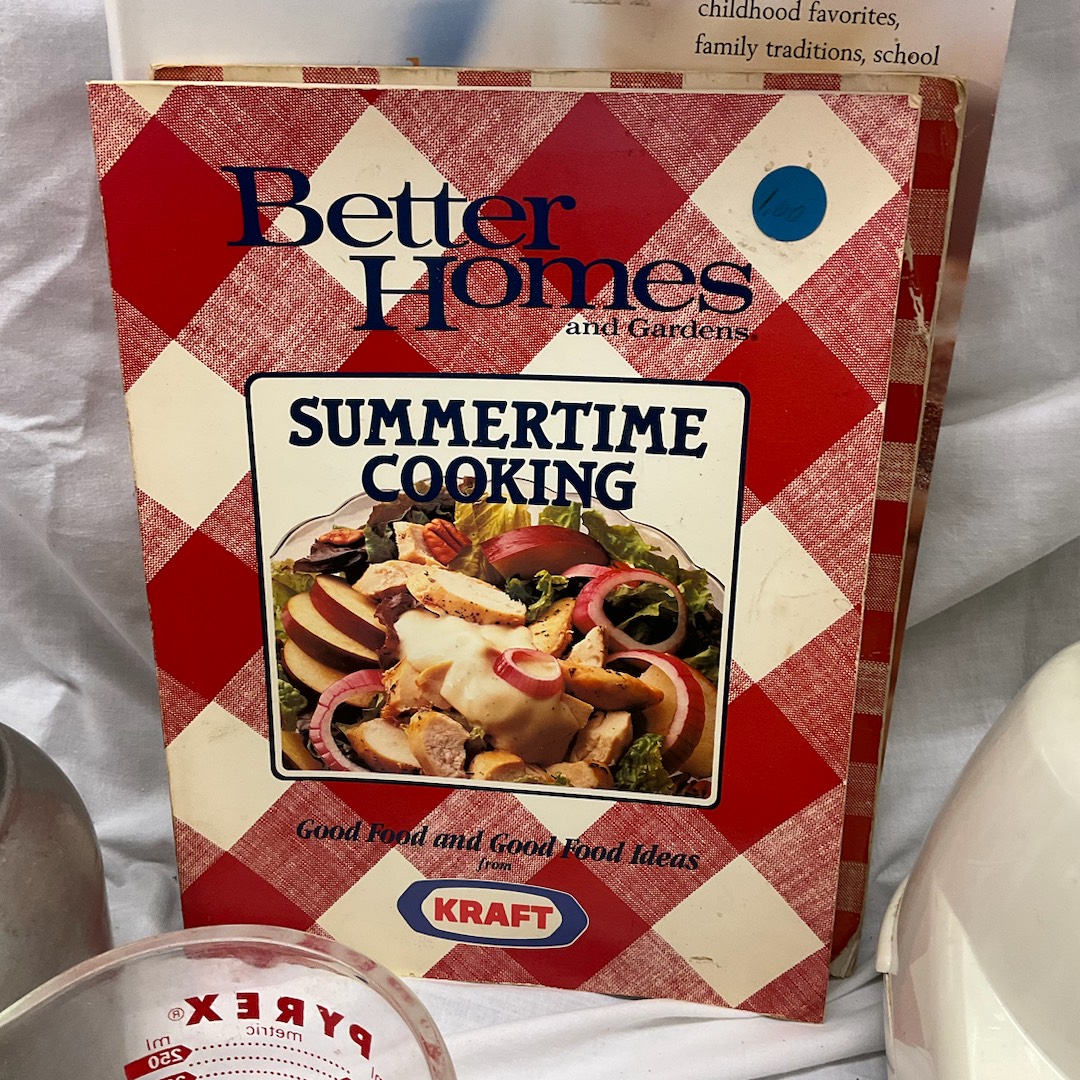 childhood favorites,
family traditions, school
1.00
Better
Homes
and Gardens®
SUMMERTIME
COOKING
Good Food and Good Food Ideas
from
KRAFT
PYREX®
metric
ml
250
ml